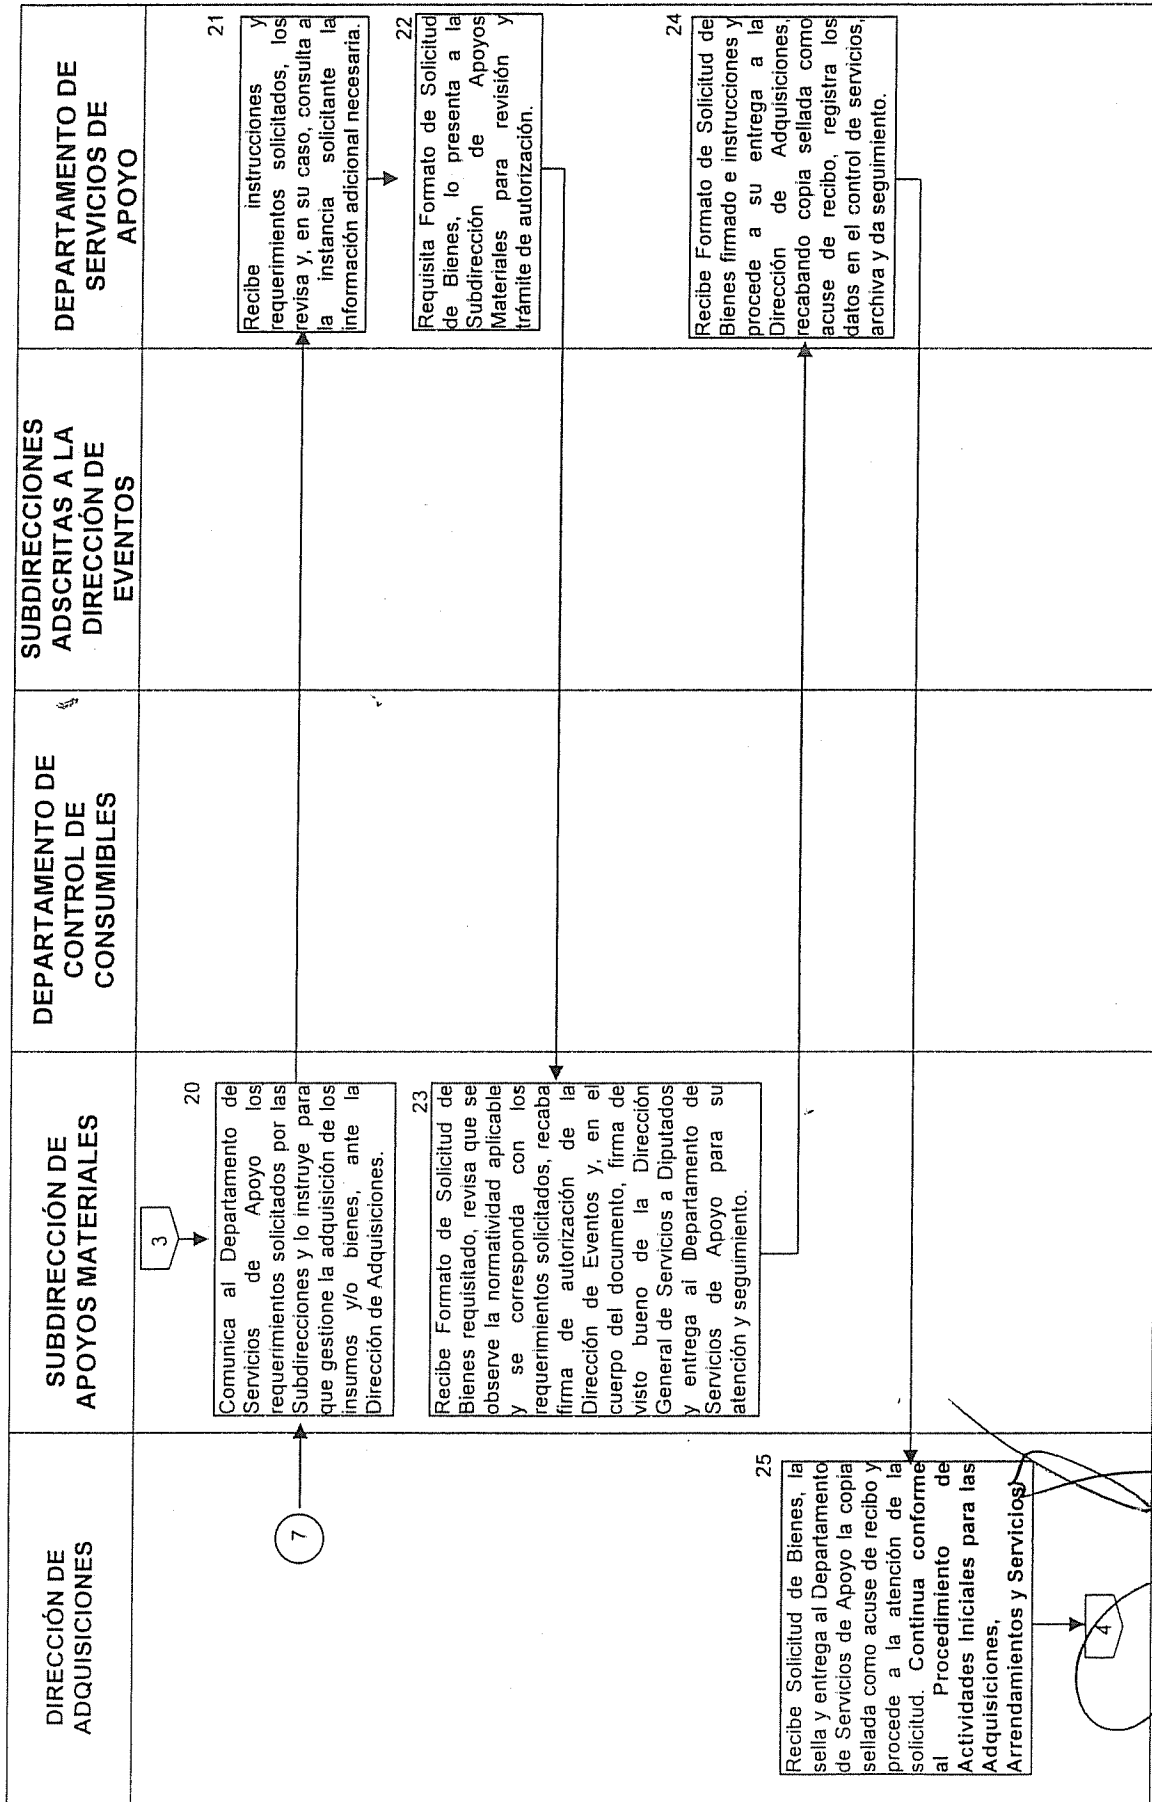 DIRECCIÓN DE
ADQUISICIONES
SUBDIRECCIÓN DE
APOYOS MATERIALES
DEPARTAMENTO DE
CONTROL DE
CONSUMIBLES
SUBDIRECCIONES
ADSCRITAS A LA
DIRECCIÓN DE
EVENTOS
DEPARTAMENTO DE
SERVICIOS DE
APOYO
3
7
20
Comunica al Departamento de
Servicios de Apoyo los
requerimientos solicitados por las
Subdirecciones y lo instruye para
que gestione la adquisición de los
insumos y/o bienes, ante la
Dirección de Adquisiciones.
21
Recibe instrucciones y
requerimientos solicitados, los
revisa y, en su caso, consulta a
la instancia solicitante la
información adicional necesaria.
22
Requisita Formato de Solicitud
de Bienes, lo presenta a la
Subdirección de Apoyos
Materiales para revisión y
trámite de autorización.
23
Recibe Formato de Solicitud de
Bienes requisitado, revisa que se
observe la normatividad aplicable
y se corresponda con los
requerimientos solicitados, recaba
firma de autorización de la
Dirección de Eventos y, en el
cuerpo del documento, firma de
visto bueno de la Dirección
General de Servicios a Diputados
y entrega al Departamento de
Servicios de Apoyo para su
atención y seguimiento.
24
Recibe Formato de Solicitud de
Bienes firmado e instrucciones y
procede a su entrega a la
Dirección de Adquisiciones,
recabando copia sellada como
acuse de recibo, registra los
datos en el control de servicios,
archiva y da seguimiento.
25
Recibe Solicitud de Bienes, la
sella y entrega al Departamento
de Servicios de Apoyo la copia
sellada como acuse de recibo y
procede a la atención de la
solicitud. Continua conforme
al Procedimiento de
Actividades Iniciales para las
Adquisiciones,
Arrendamientos y Servicios
4